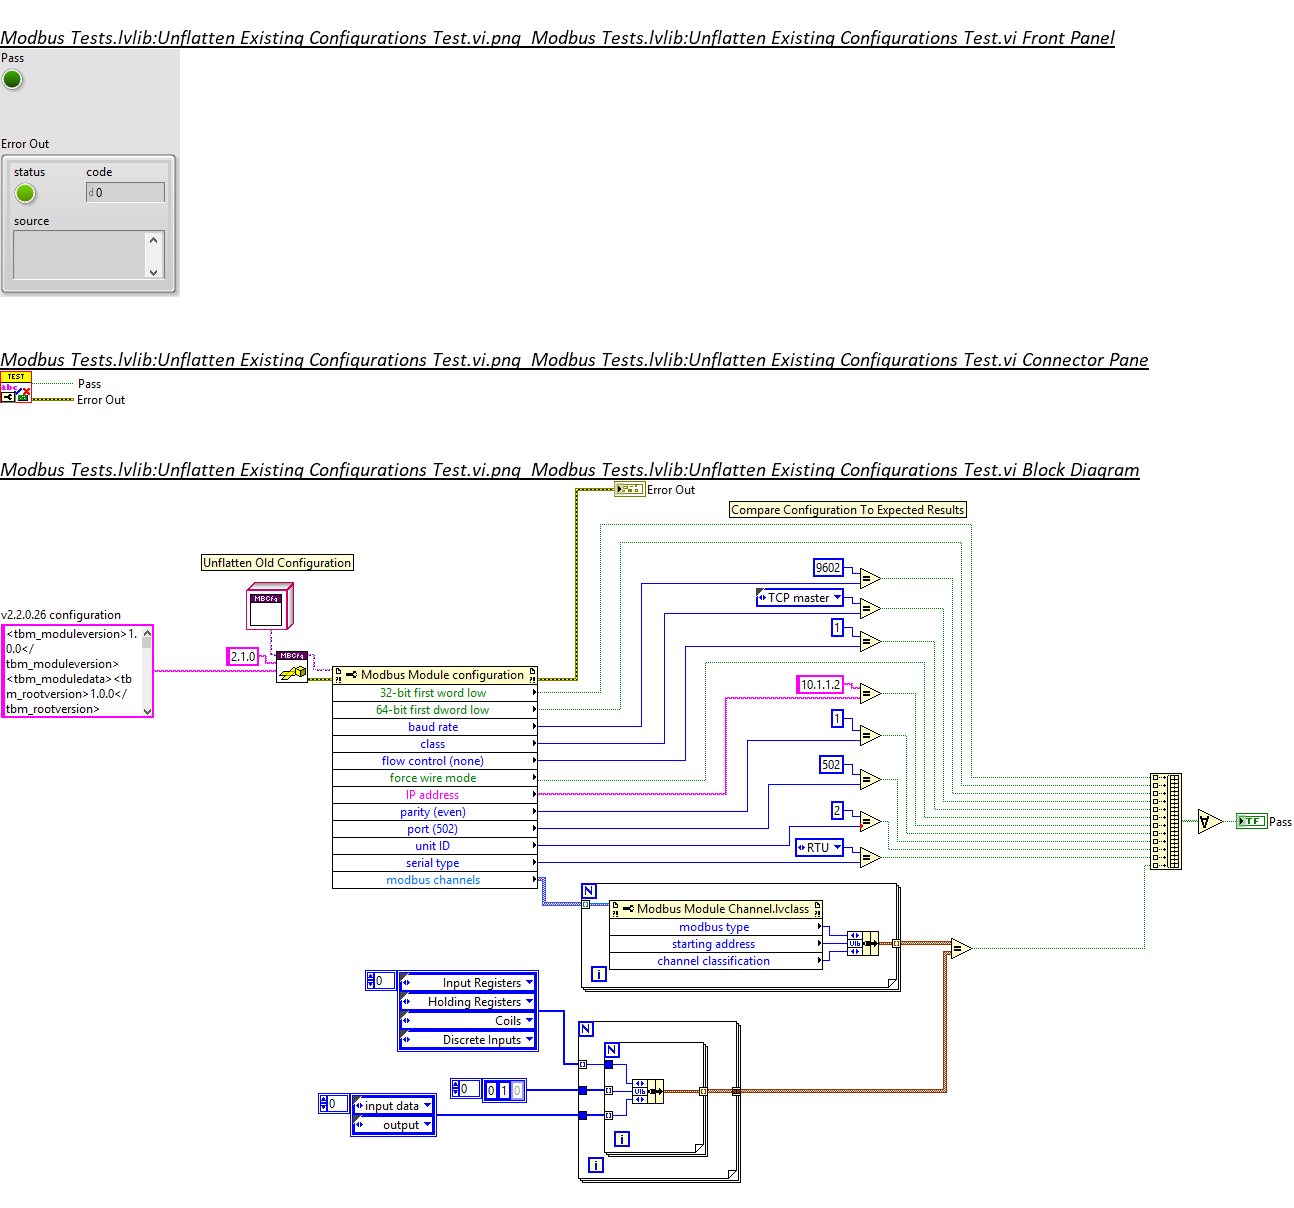 Modbus Tests.lvlib:Unflatten Existing Configurations Test.vi.png  Modbus Tests.lvlib:Unflatten Existing Configurations Test.vi Front Panel
Pass
Error Out
status
code
d 0
source
Modbus Tests.lvlib:Unflatten Existing Configurations Test.vi.png  Modbus Tests.lvlib:Unflatten Existing Configurations Test.vi Connector Pane
TEST
abc
Pass
Error Out
Modbus Tests.lvlib:Unflatten Existing Configurations Test.vi.png  Modbus Tests.lvlib:Unflatten Existing Configurations Test.vi Block Diagram
Error Out
Compare Configuration To Expected Results
Unflatten Old Configuration
MBCfg
v2.2.0.26 configuration
<tbm_moduleversion>1.
0.0</
tbm_moduleversion>
<tbm_moduledata><tb
m_rootversion>1.0.0</
tbm_rootversion>
2.1.0
MBCfg
Modbus Module configuration
32-bit first word low
64-bit first dword low
baud rate
class
flow control (none)
force wire mode
IP address
parity (even)
port (502)
unit ID
serial type
modbus channels
9602
TCP master
1
10.1.1.2
1
502
2
RTU
TF
Pass
N
Modbus Module Channel.lvclass
modbus type
starting address
channel classification
i
0
Input Registers
Holding Registers
Coils
Discrete Inputs
N
N
0
0 1 0
0
input data
output
i
i